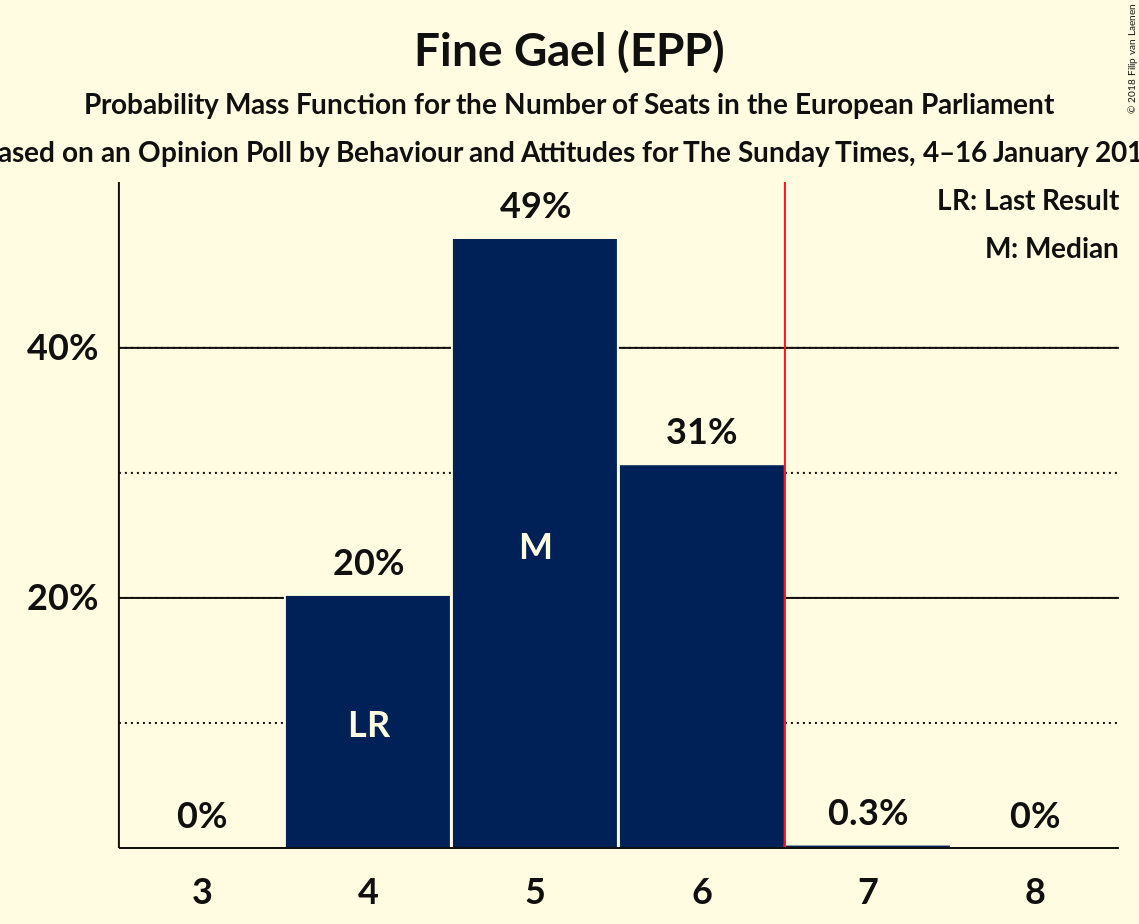 Fine Gael (EPP)
Probability Mass Function for the Number of Seats in the European Parliament
ased on an Opinion Poll by Behaviour and Attitudes for The Sunday Times, 4–16 January 201
© 2018 Filip van Laenen
LR: Last Result
M: Median
49%
40%
31%
M
20%
20%
LR
0%
0.3%
0%
3
4
5
6
7
8